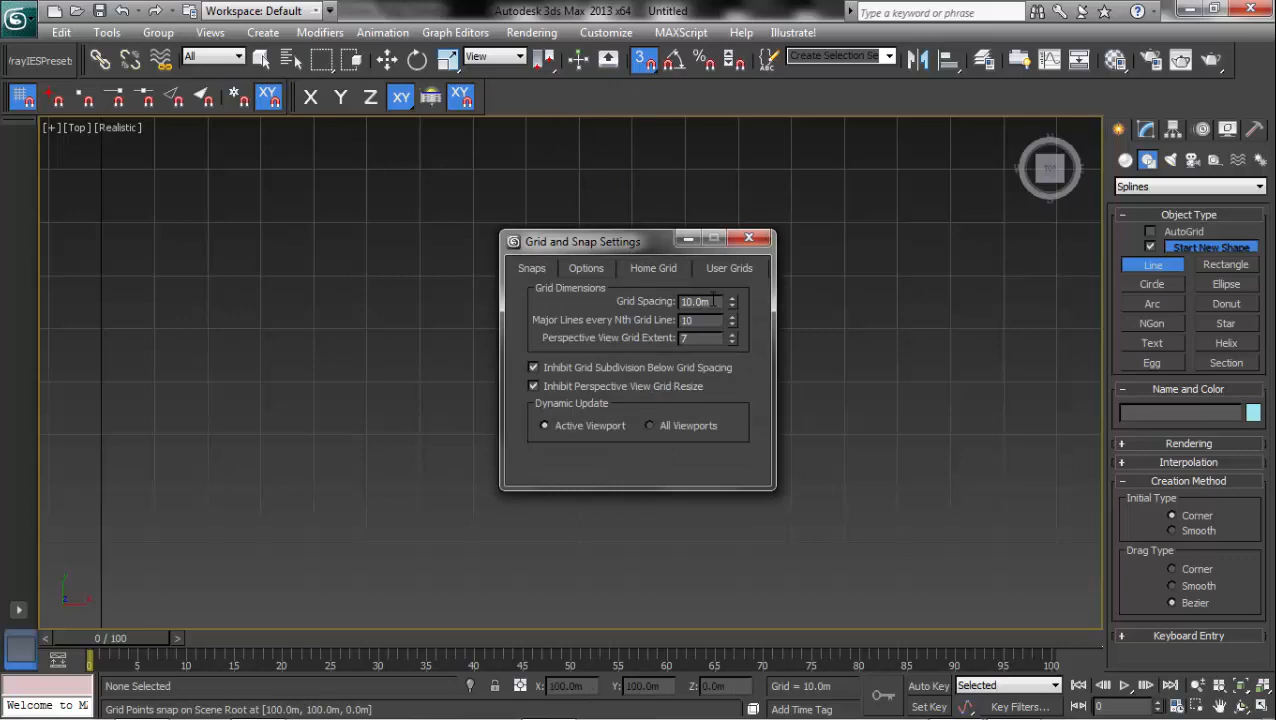 Workspace: Default
Autodesk 3ds Max 2013 x64
Untitled
Type a keyword or phrase
Edit
Tools
Group
Views
Create
Modifiers
Animation
Graph Editors
Rendering
Customize
MAXScript
Help
Illustrate!
/rayIESPreset
All
View
3
Create Selection Se
X
Y
Z
XY
XY
XY
[+] [Top] [Realistic]
TOP
Grid and Snap Settings
Snaps
Options
Home Grid
User Grids
Grid Dimensions
Grid Spacing: 10.0m
Major Lines every Nth Grid Line: 10
Perspective View Grid Extent: 7
Inhibit Grid Subdivision Below Grid Spacing
Inhibit Perspective View Grid Resize
Dynamic Update
Active Viewport
All Viewports
Splines
Object Type
AutoGrid
Start New Shape
Line
Rectangle
Circle
Ellipse
Arc
Donut
NGon
Star
Text
Helix
Egg
Section
Name and Color
Rendering
Interpolation
Creation Method
Initial Type
Corner
Smooth
Drag Type
Corner
Smooth
Bezier
Keyboard Entry
0 / 100
0 5 10 15 20 25 30 35 40 45 50 55 60 65 70 75 80 85 90 95 100
None Selected
X: 100.0m
Y: 100.0m
Z: 0.0m
Grid = 10.0m
Auto Key
Selected
Welcome to M
Grid Points snap on Scene Root at [100.0m, 100.0m, 0.0m]
Add Time Tag
Set Key
Key Filters...
0